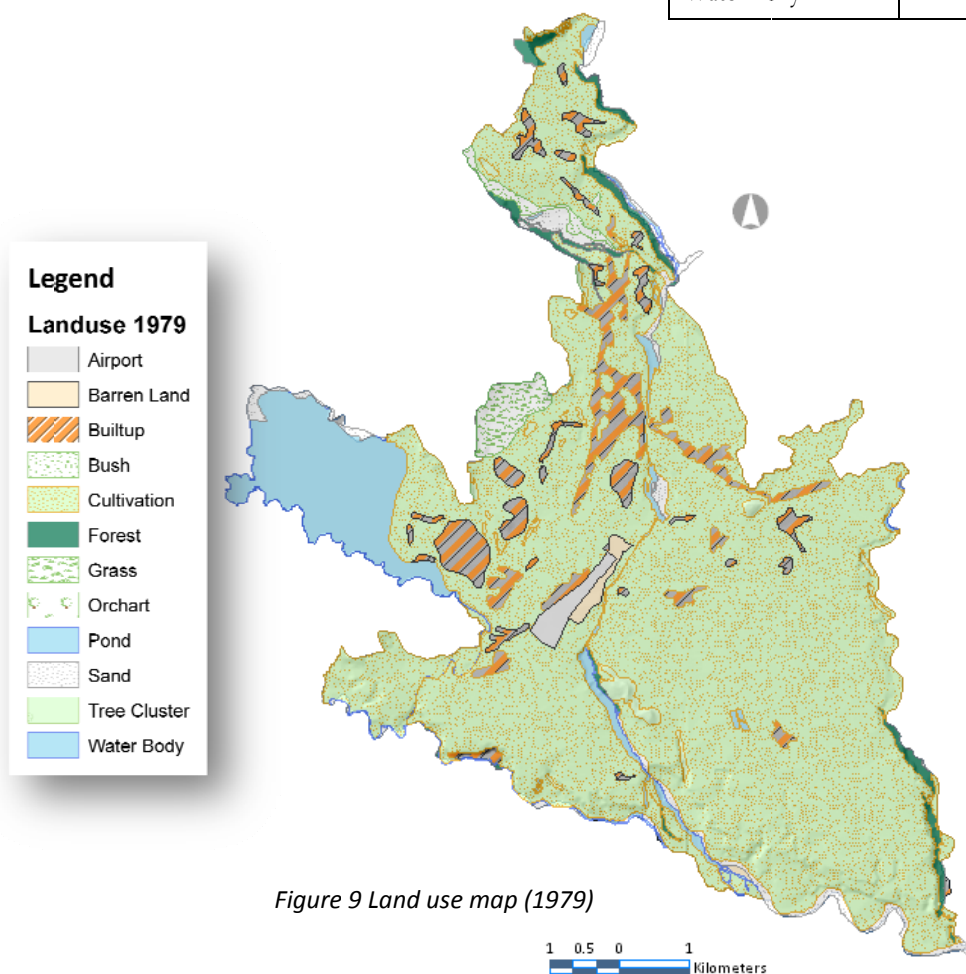 Legend
Landuse 1979
Airport
Barren Land
Builtup
Bush
Cultivation
Forest
Grass
Orchart
Pond
Sand
Tree Cluster
Water Body
Figure 9 Land use map (1979)
1 0.5 0 1
Kilometers